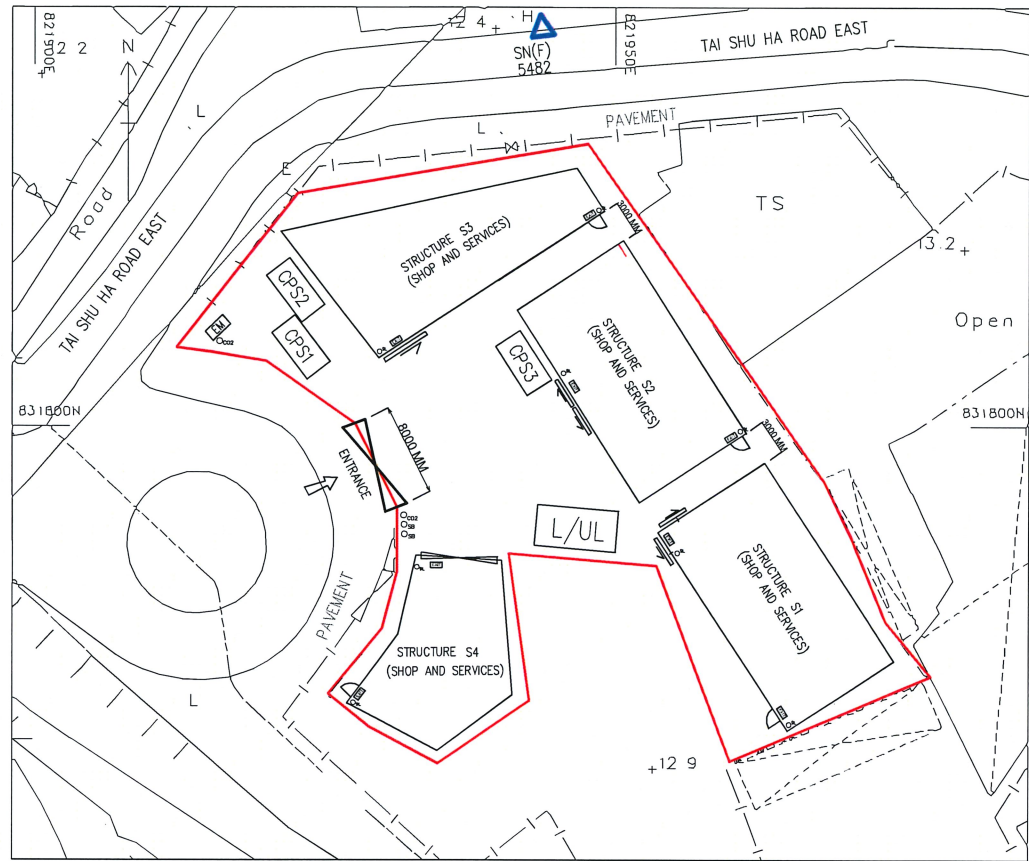 821900E
12 2
N
12 4
H
SN(F)
5482
821950E
TAI SHU HA ROAD EAST
L
L
PAVEMENT
E
TS
Road
TAI SHU HA ROAD EAST
STRUCTURE S3
(SHOP AND SERVICES)
3000 MM
13.2
CPS2
CPS1
EM
CO2
Open
STRUCTURE S2
(SHOP AND SERVICES)
CPS3
831800N
831800N
8000 MM
ENTRANCE
3000 MM
CO2
SB
SB
L/UL
STRUCTURE S1
(SHOP AND SERVICES)
PAVEMENT
STRUCTURE S4
(SHOP AND SERVICES)
L
12 9